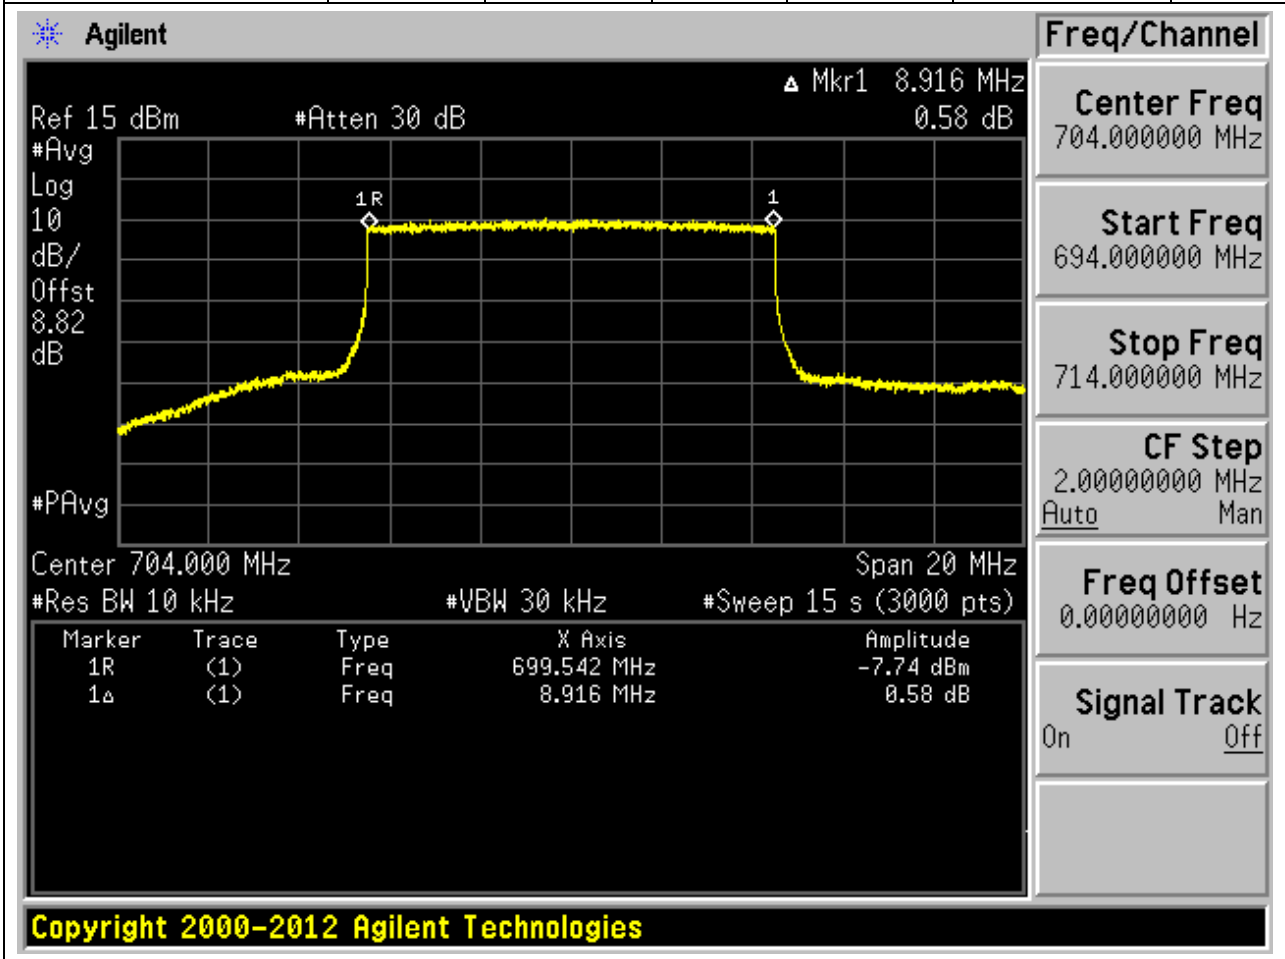 Agilent
Freq/Channel
Δ Mkr1 8.916 MHz
Ref 15 dBm #Atten 30 dB 0.58 dB
#Avg
Log
10
dB/
Offst
8.82
dB
1R
1
#PAvg
Center 704.000 MHz Span 20 MHz
#Res BW 10 kHz #VBW 30 kHz #Sweep 15 s (3000 pts)
Marker Trace Type X Axis Amplitude
1R (1) Freq 699.542 MHz -7.74 dBm
1Δ (1) Freq 8.916 MHz 0.58 dB
Center Freq
704.000000 MHz
Start Freq
694.000000 MHz
Stop Freq
714.000000 MHz
CF Step
2.00000000 MHz
Auto Man
Freq Offset
0.00000000 Hz
Signal Track
On Off
Copyright 2000-2012 Agilent Technologies